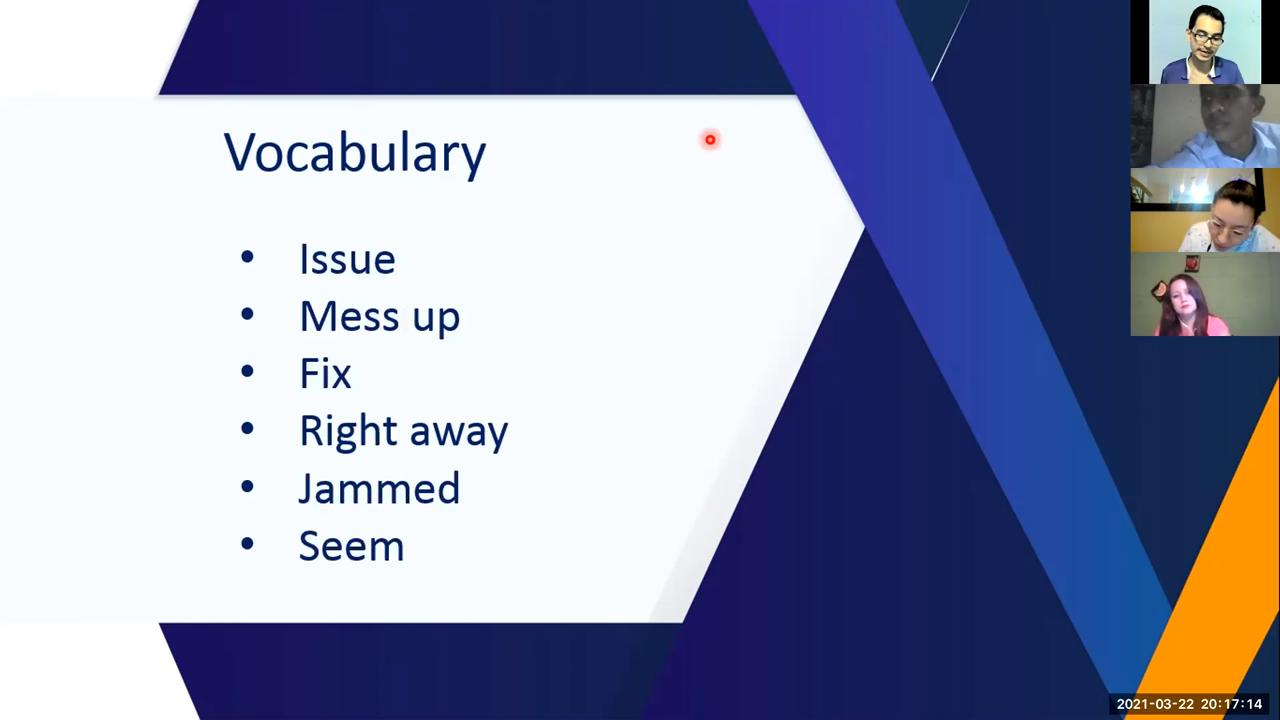 Vocabulary
• Issue
• Mess up
• Fix
• Right away
• Jammed
• Seem
2021-03-22 20:17:14